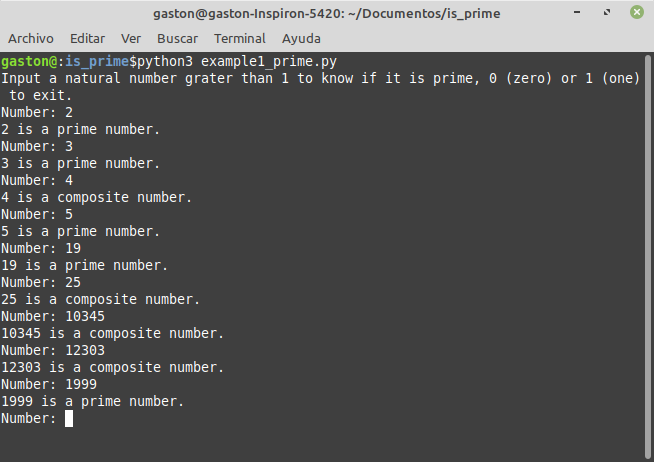 gaston@gaston-Inspiron-5420: ~/Documentos/is_prime
Archivo Editar Ver Buscar Terminal Ayuda
gaston@:is_prime$python3 example1_prime.py
Input a natural number grater than 1 to know if it is prime, 0 (zero) or 1 (one)
 to exit.
Number: 2
2 is a prime number.
Number: 3
3 is a prime number.
Number: 4
4 is a composite number.
Number: 5
5 is a prime number.
Number: 19
19 is a prime number.
Number: 25
25 is a composite number.
Number: 10345
10345 is a composite number.
Number: 12303
12303 is a composite number.
Number: 1999
1999 is a prime number.
Number: